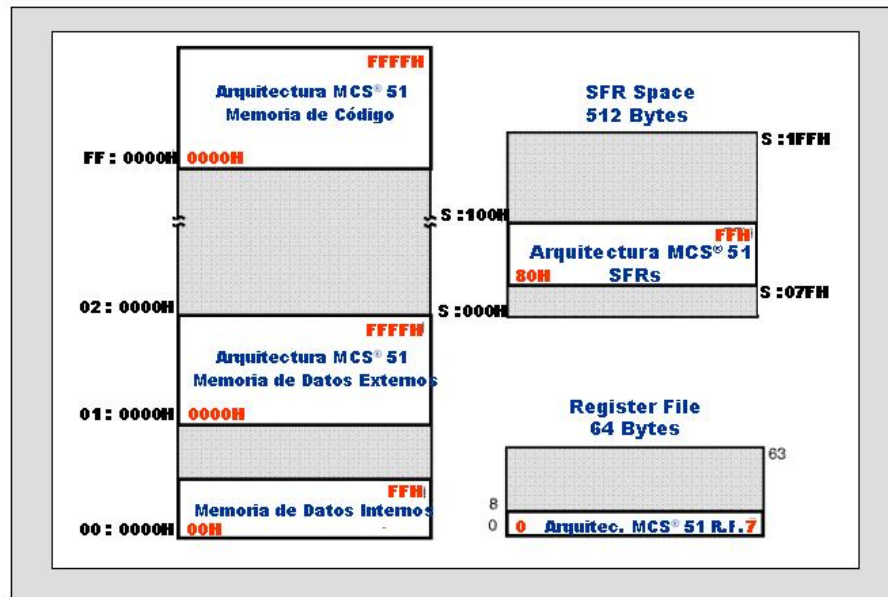 FFFFH
Arquitectura MCS® 51
Memoria de Código
FF: 0000H 0000H
02: 0000H
FFFFH
Arquitectura MCS® 51
Memoria de Datos Externos
01: 0000H 0000H
FFH
Memoria de Datos Internos
00: 0000H 00H
SFR Space
512 Bytes
S :1FFH
S :100H
FFH
Arquitectura MCS® 51
80H SFRs
S :07FH
S :000H
Register File
64 Bytes
63
8
0 0 Arquitec. MCS® 51 R.F. 7